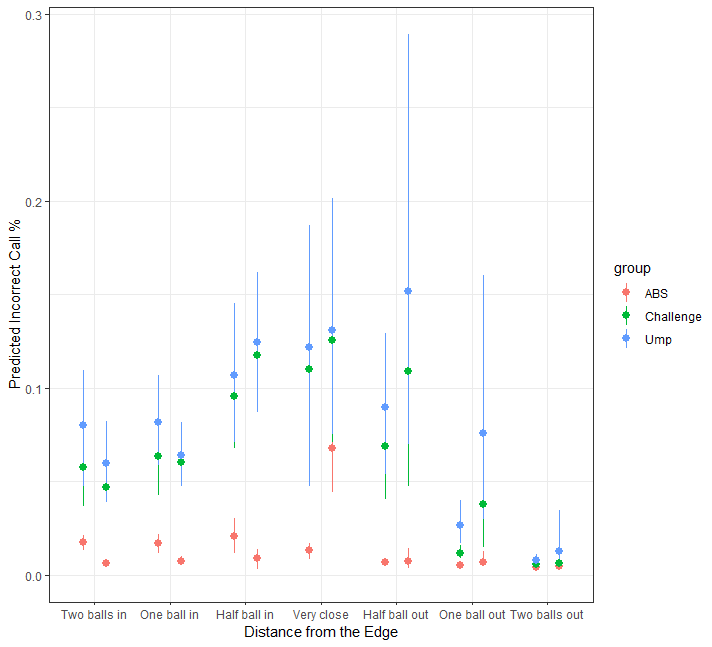 0.3
0.2
0.1
0.0
Predicted Incorrect Call %
Two balls in One ball in Half ball in Very close Half ball out One ball out Two balls out
Distance from the Edge
group
ABS
Challenge
Ump